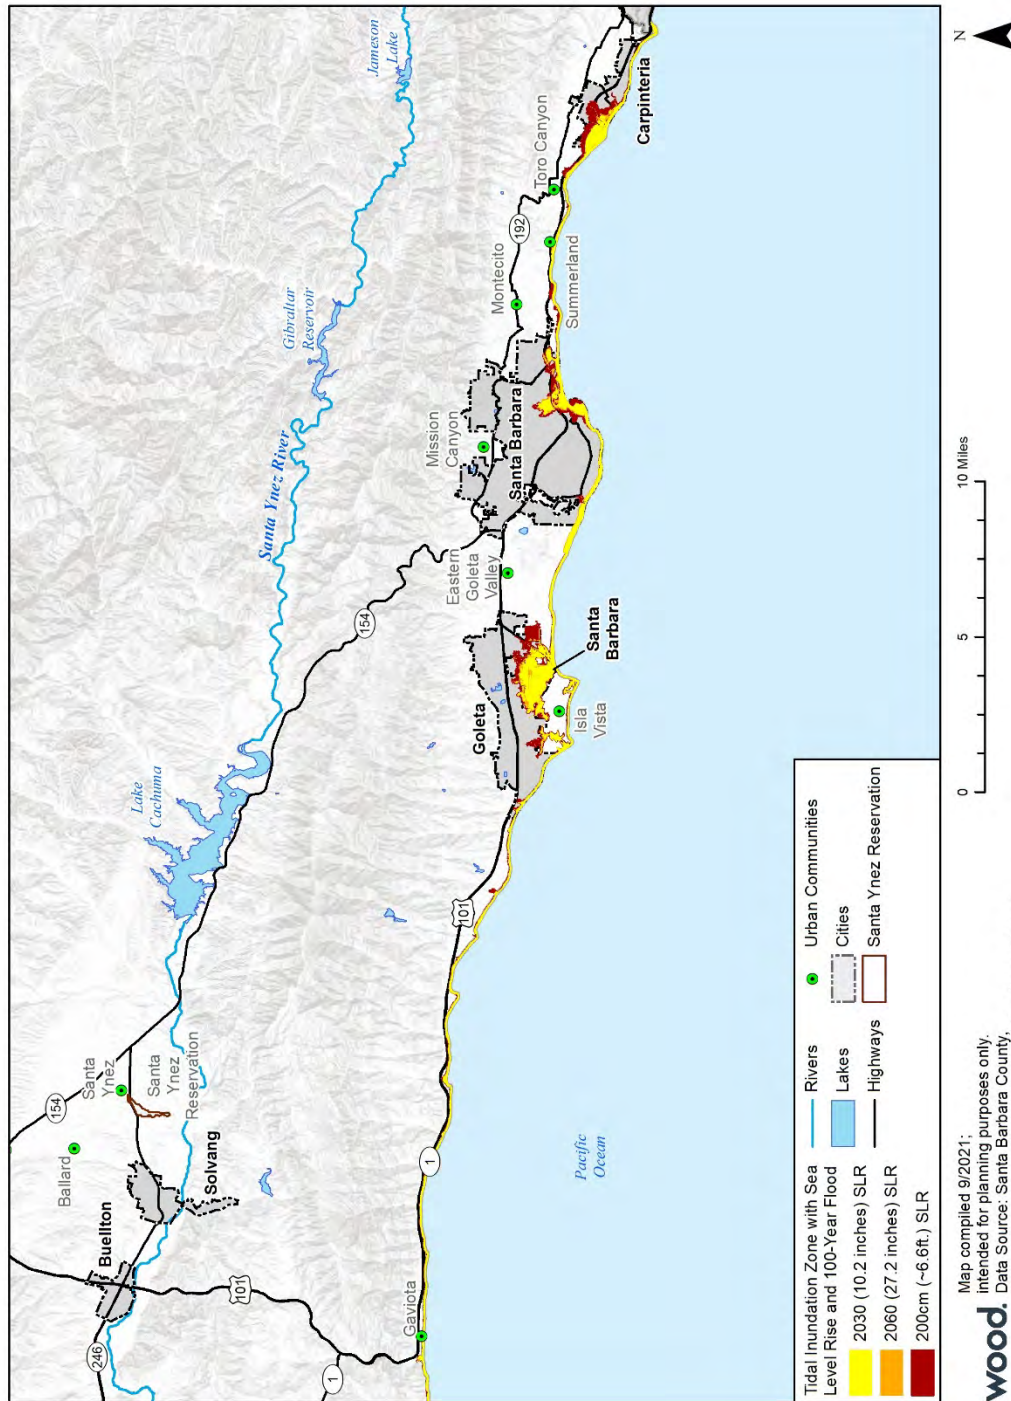 246
Buellton
Ballard
154
Santa
Ynez
Santa
Ynez
Reservation
Solvang
101
1
Gaviota
1
Lake
Cachuma
154
Santa Ynez River
Gibraltar
Reservoir
Jameson
Lake
101
Goleta
Eastern
Goleta
Valley
Mission
Canyon
Santa Barbara
Montecito
192
Toro Canyon
Summerland
Carpinteria
Isla
Vista
Santa
Barbara
Pacific
Ocean
Tidal Inundation Zone with Sea
Level Rise and 100-Year Flood
2030 (10.2 inches) SLR
2060 (27.2 inches) SLR
200cm (~6.6ft.) SLR
Rivers
Lakes
Highways
Urban Communities
Cities
Santa Ynez Reservation
0
5
10 Miles
N
wood.
Map compiled 9/2021;
intended for planning purposes only.
Data Source: Santa Barbara County,